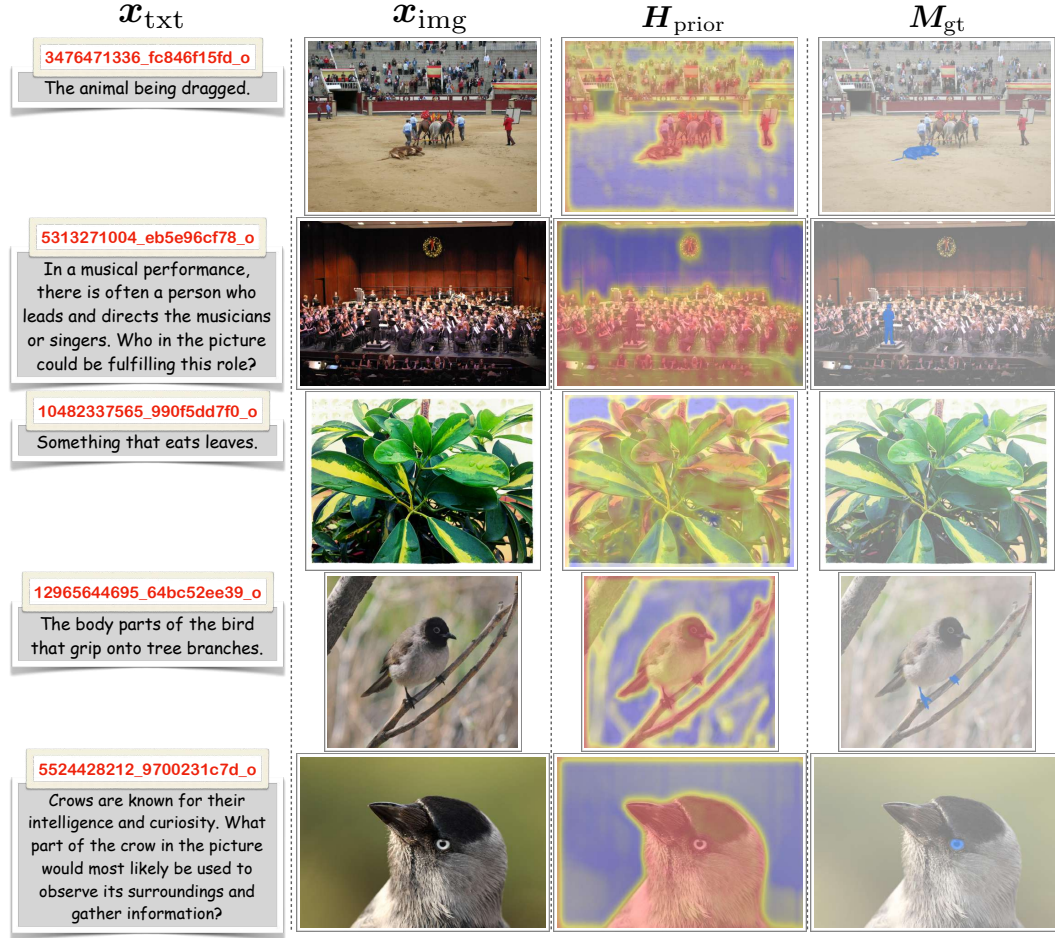 x_txt x_img H_prior M_gt
3476471336_fc846f15fd_o
The animal being dragged.
5313271004_eb5e96cf78_o
In a musical performance,
there is often a person who
leads and directs the musicians
or singers. Who in the picture
could be fulfilling this role?
10482337565_990f5dd7f0_o
Something that eats leaves.
12965644695_64bc52ee39_o
The body parts of the bird
that grip onto tree branches.
5524428212_9700231c7d_o
Crows are known for their
intelligence and curiosity. What
part of the crow in the picture
would most likely be used to
observe its surroundings and
gather information?